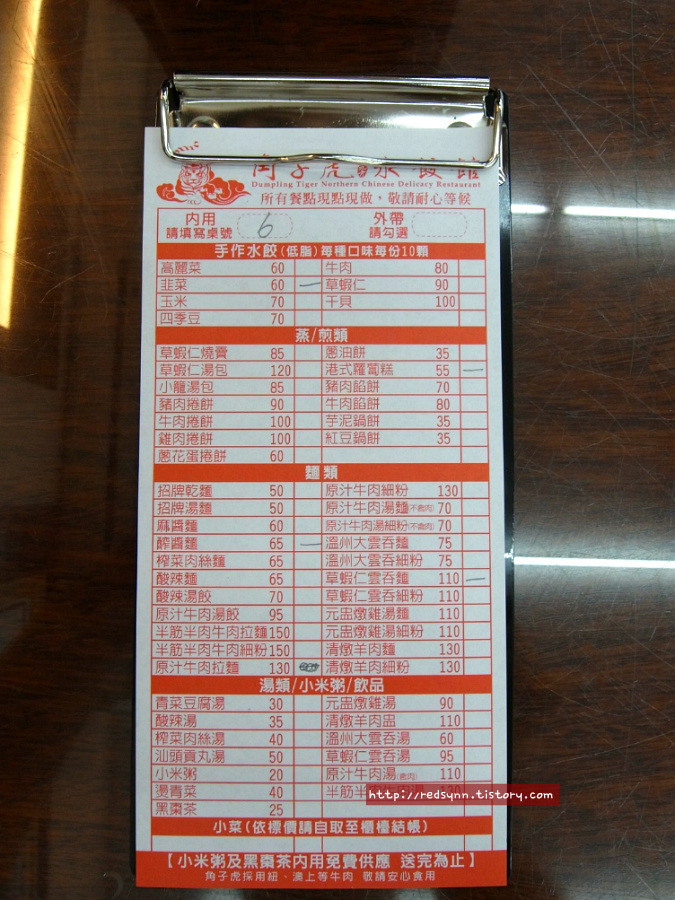 角子虎 水餃館
Dumpling Tiger Northern Chinese Delicacy Restaurant
所有餐點現點現做，敬請耐心等候
內用 外帶
請填寫桌號 6 請勾選
手作水餃(低脂)每種口味每份10顆
高麗菜 60 牛肉 80
韭菜 60 — 草蝦仁 90
玉米 70 干貝 100
四季豆 70
蒸/煎類
草蝦仁燒賣 85 蔥油餅 35
草蝦仁湯包 120 港式蘿蔔糕 55 —
小籠湯包 85 豬肉餡餅 70
豬肉捲餅 90 牛肉餡餅 80
牛肉捲餅 100 芋泥鍋餅 35
雞肉捲餅 100 紅豆鍋餅 35
蔥花蛋捲餅 60
麵類
招牌乾麵 50 原汁牛肉細粉 130
招牌湯麵 50 原汁牛肉湯麵(不含肉) 70
麻醬麵 60 原汁牛肉湯細粉(不含肉) 70
酢醬麵 65 — 溫州大雲吞麵 75
榨菜肉絲麵 65 溫州大雲吞細粉 75
酸辣麵 65 草蝦仁雲吞麵 110 —
酸辣湯餃 70 草蝦仁雲吞細粉 110
原汁牛肉湯餃 95 元盅燉雞湯麵 110
半筋半肉牛肉拉麵 150 元盅燉雞湯細粉 110
半筋半肉牛肉細粉 150 清燉羊肉麵 130
原汁牛肉拉麵 130 清燉羊肉細粉 130
湯類/小米粥/飲品
青菜豆腐湯 30 元盅燉雞湯 90
酸辣湯 35 清燉羊肉盅 110
榨菜肉絲湯 40 溫州大雲吞湯 60
汕頭貢丸湯 50 草蝦仁雲吞湯 95
小米粥 20 原汁牛肉湯(含肉) 110
燙青菜 40 半筋半
黑棗茶 25
http://redsynn.tistory.com
小菜(依標價請自取至櫃檯結帳)
【小米粥及黑棗茶內用免費供應 送完為止】
角子虎採用紐、澳上等牛肉 敬請安心食用